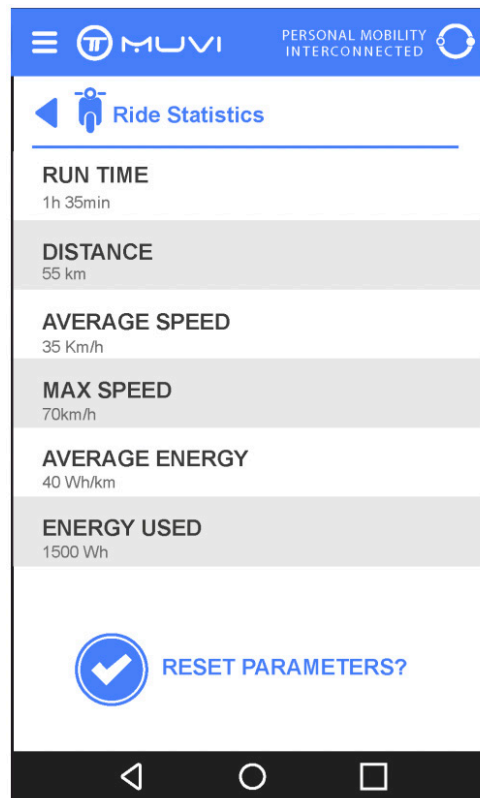 MUVI
PERSONAL MOBILITY
INTERCONNECTED
Ride Statistics
RUN TIME
1h 35min
DISTANCE
55 km
AVERAGE SPEED
35 Km/h
MAX SPEED
70km/h
AVERAGE ENERGY
40 Wh/km
ENERGY USED
1500 Wh
RESET PARAMETERS?